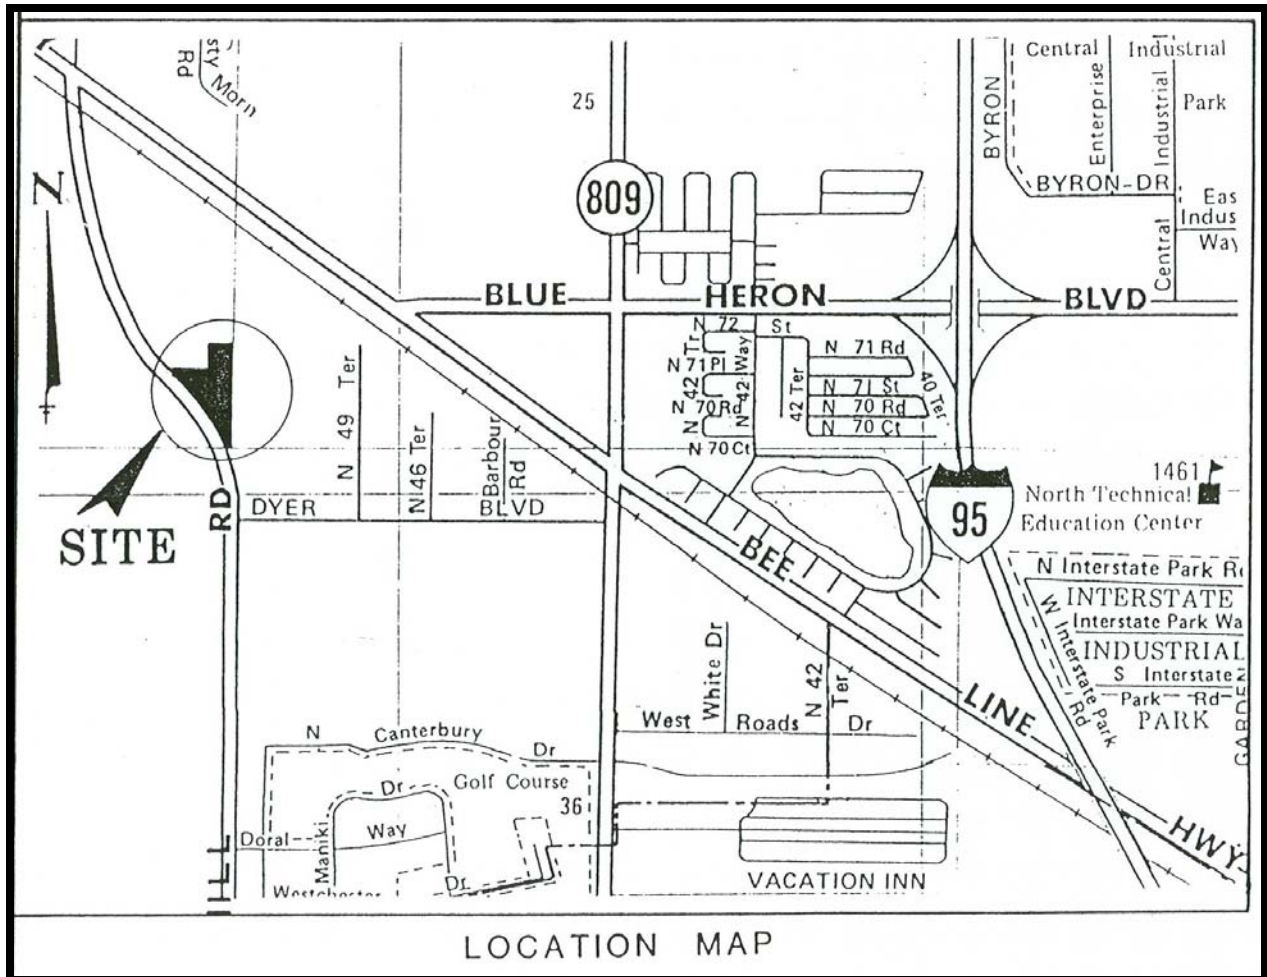 sty Morn
Rd
25
N
809
BYRON
Central Industrial
Enterprise
Industrial
Park
BYRON-DR
Central
Eas
Indus
Way
BLUE HERON BLVD
N 72 St
N 71 Pl
42 Tr
N 42 Way
N 70 Rd
N
N 70 Ct
42 Ter
N 71 Rd
N 71 St
N 70 Rd
N 70 Ct
40 Ter
N 49 Ter
N 46 Ter
Barbour Rd
DYER BLVD
RD
SITE
95
1461
North Technical
Education Center
BEE LINE HWY
N Interstate Park R
INTERSTATE
Interstate Park Wa
INDUSTRIAL
S Interstate
Park Rd
PARK
W Interstate Park Rd
GARDEN
White Dr
N 42 Ter
West Roads Dr
N Canterbury Dr
Golf Course
36
Dr
Doral Way
Maniki
Westchester Dr
VACATION INN
LOCATION MAP